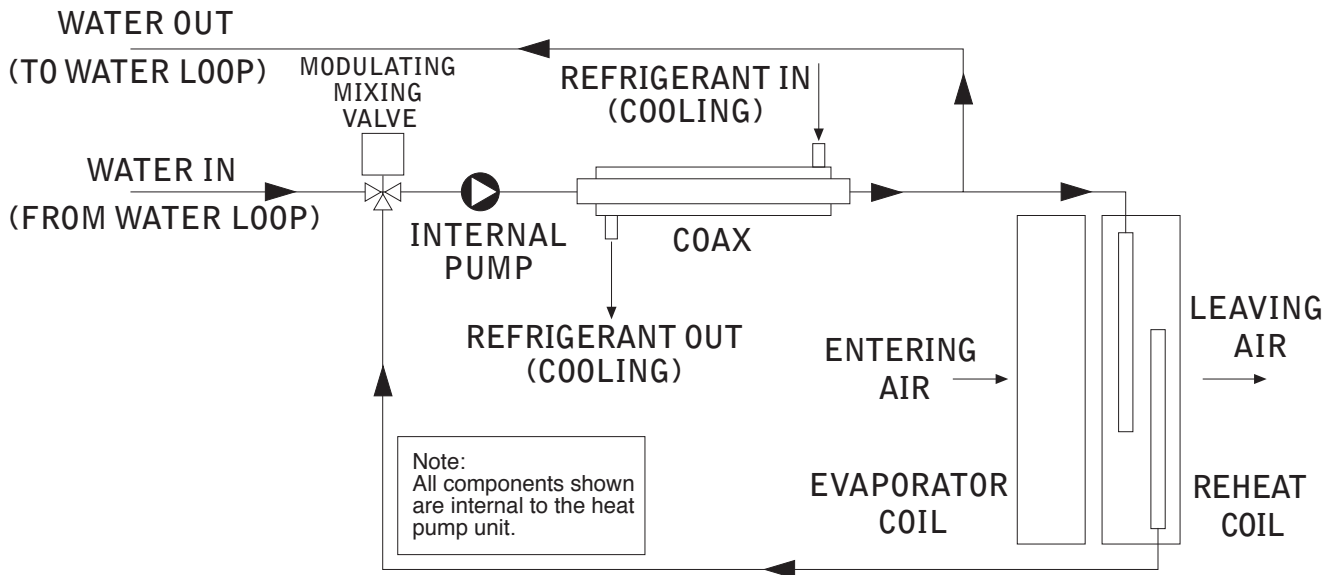 WATER OUT
(TO WATER LOOP)
MODULATING
MIXING
VALVE
REFRIGERANT IN
(COOLING)
WATER IN
(FROM WATER LOOP)
INTERNAL
PUMP
COAX
REFRIGERANT OUT
(COOLING)
ENTERING
AIR
LEAVING
AIR
Note:
All components shown
are internal to the heat
pump unit.
EVAPORATOR
COIL
REHEAT
COIL